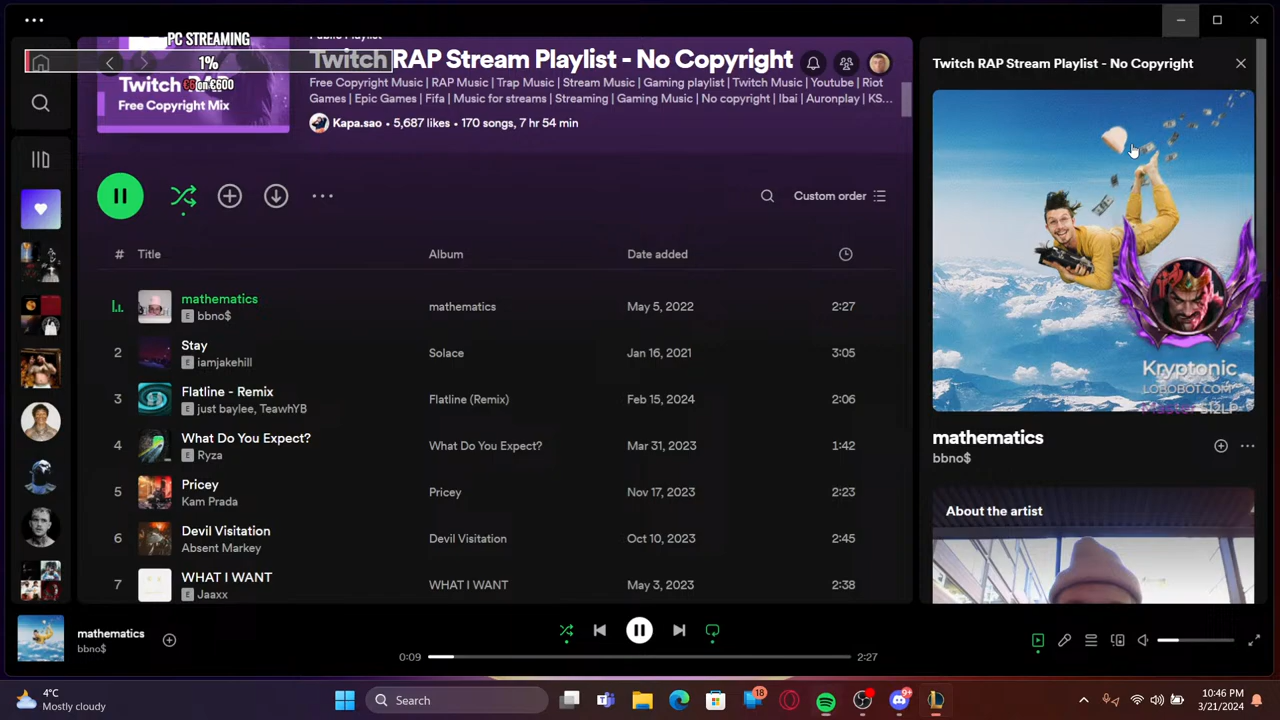 PC STREAMING
1%
€6 on €600
Twitch RAP
Free Copyright Mix
Twitch RAP Stream Playlist - No Copyright
Free Copyright Music | RAP Music | Trap Music | Stream Music | Gaming playlist | Twitch Music | Youtube | Riot
Games | Epic Games | Fifa | Music for streams | Streaming | Gaming Music | No copyright | Ibai | Auronplay | KS...
Kapa.sao • 5,687 likes • 170 songs, 7 hr 54 min
Custom order
# Title Album Date added
mathematics
E bbno$
mathematics May 5, 2022 2:27
2 Stay
E iamjakehill
Solace Jan 16, 2021 3:05
3 Flatline - Remix
E just baylee, TeawhYB
Flatline (Remix) Feb 15, 2024 2:06
4 What Do You Expect?
E Ryza
What Do You Expect? Mar 31, 2023 1:42
5 Pricey
Kam Prada
Pricey Nov 17, 2023 2:23
6 Devil Visitation
Absent Markey
Devil Visitation Oct 10, 2023 2:45
7 WHAT I WANT
E Jaaxx
WHAT I WANT May 3, 2023 2:38
Twitch RAP Stream Playlist - No Copyright
Kryptonic
LOBOBOT.COM
Master 512LP
mathematics
bbno$
About the artist
mathematics
bbno$
0:09 2:27
4°C
Mostly cloudy
Search
18
9+
10:46 PM
3/21/2024